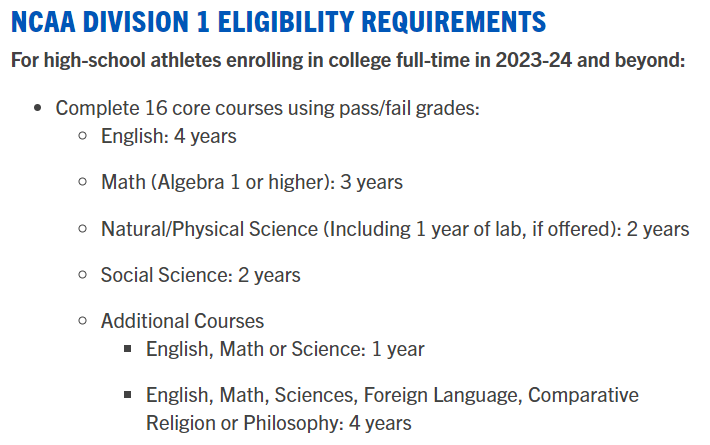 NCAA DIVISION 1 ELIGIBILITY REQUIREMENTS
For high-school athletes enrolling in college full-time in 2023-24 and beyond:
• Complete 16 core courses using pass/fail grades:
○ English: 4 years
○ Math (Algebra 1 or higher): 3 years
○ Natural/Physical Science (Including 1 year of lab, if offered): 2 years
○ Social Science: 2 years
○ Additional Courses
▪ English, Math or Science: 1 year
▪ English, Math, Sciences, Foreign Language, Comparative
Religion or Philosophy: 4 years